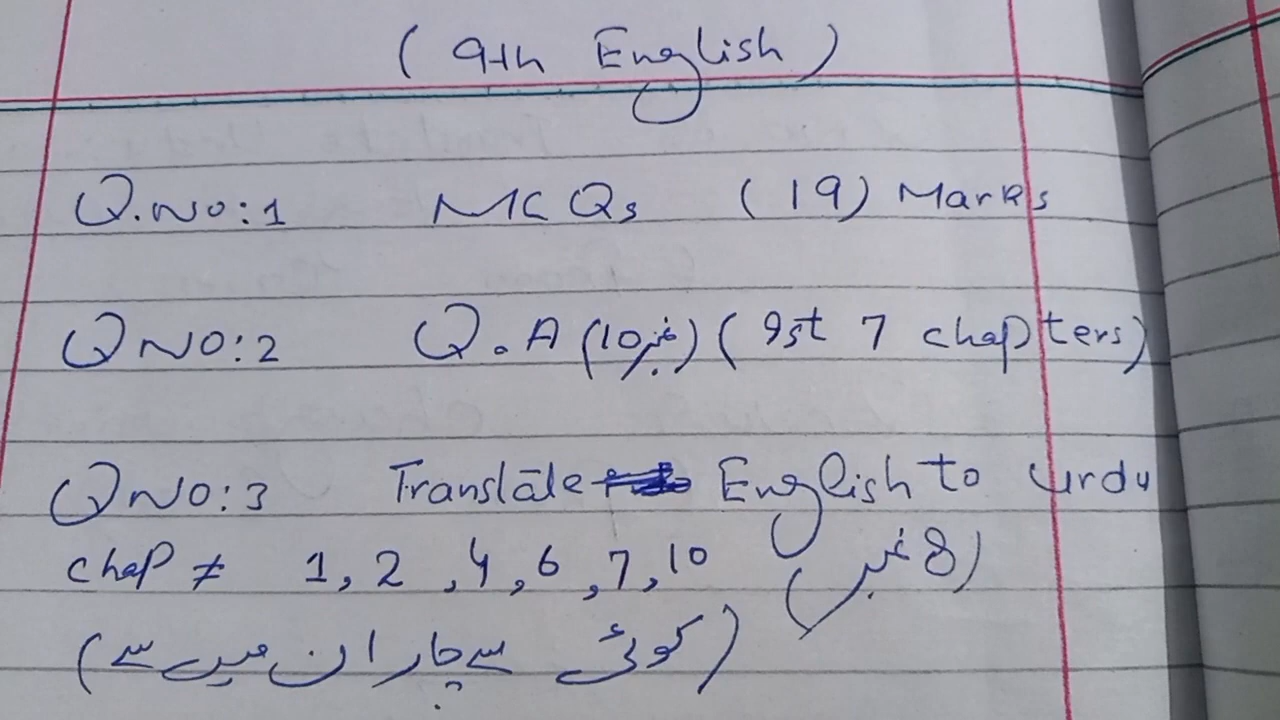 (9th English)
Q.NO:1 MCQs (19) Marks
Q NO:2 Q.A (10 نمبر) (1st 7 chapters)
Q NO:3 Translate English to Urdu
chap # 1, 2, 4, 6, 7, 10 (8 نمبر)
(کوئی سے چار ان میں سے)